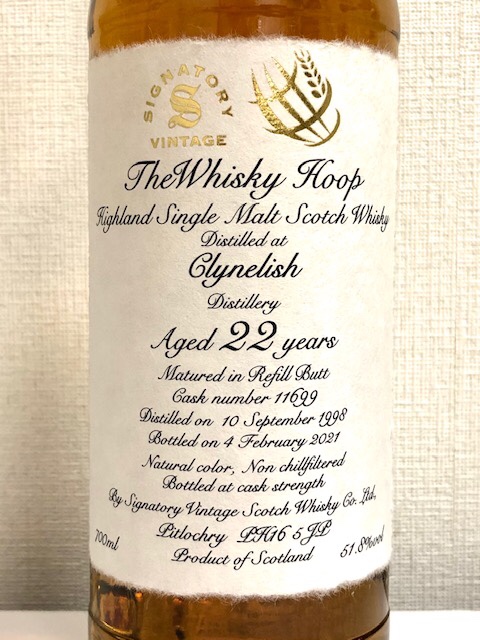 SIGNATORY
S
VINTAGE
TheWhisky Hoop
Highland Single Malt Scotch Whisky
Distilled at
Clynelish
Distillery
Aged 22 years
Matured in Refill Butt
Cask number 11699
Distilled on 10 September 1998
Bottled on 4 February 2021
Natural color, Non chillfiltered
Bottled at cask strength
By Signatory Vintage Scotch Whisky Co. Ltd,
Pitlochry PH16 5JP
700ml Product of Scotland 51.8%vol